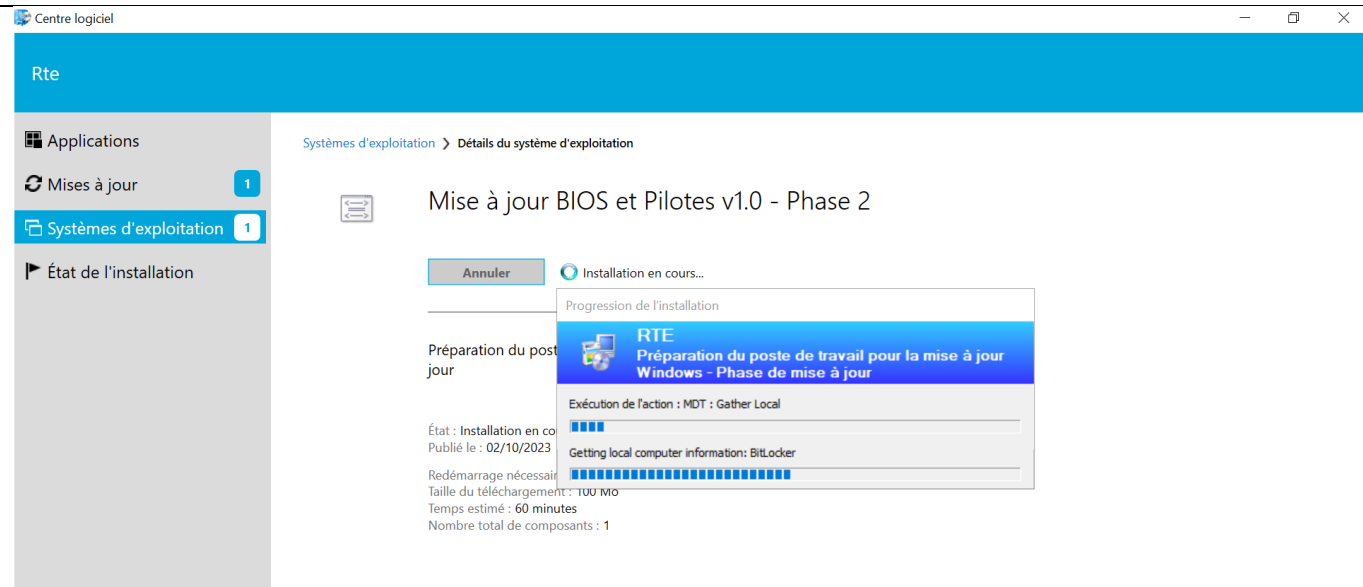 Centre logiciel
Rte
Applications
Mises à jour 1
Systèmes d'exploitation 1
État de l'installation
Systèmes d'exploitation ❯ Détails du système d'exploitation
Mise à jour BIOS et Pilotes v1.0 - Phase 2
Annuler
Installation en cours...
Progression de l'installation
RTE
Préparation du poste de travail pour la mise à jour
Windows - Phase de mise à jour
Exécution de l'action : MDT : Gather Local
Getting local computer information: BitLocker
Préparation du post
jour
État : Installation en co
Publié le : 02/10/2023
Redémarrage nécessair
Taille du téléchargement : 100 Mo
Temps estimé : 60 minutes
Nombre total de composants : 1